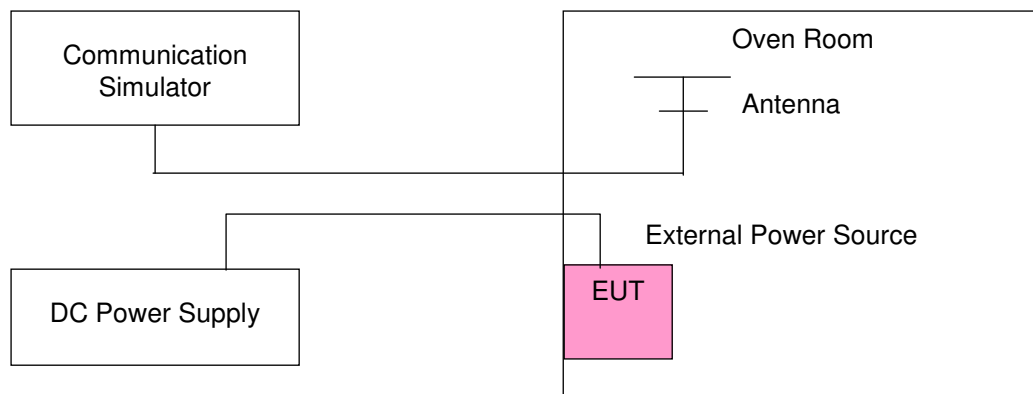 Communication
Simulator
Oven Room
Antenna
External Power Source
EUT
DC Power Supply